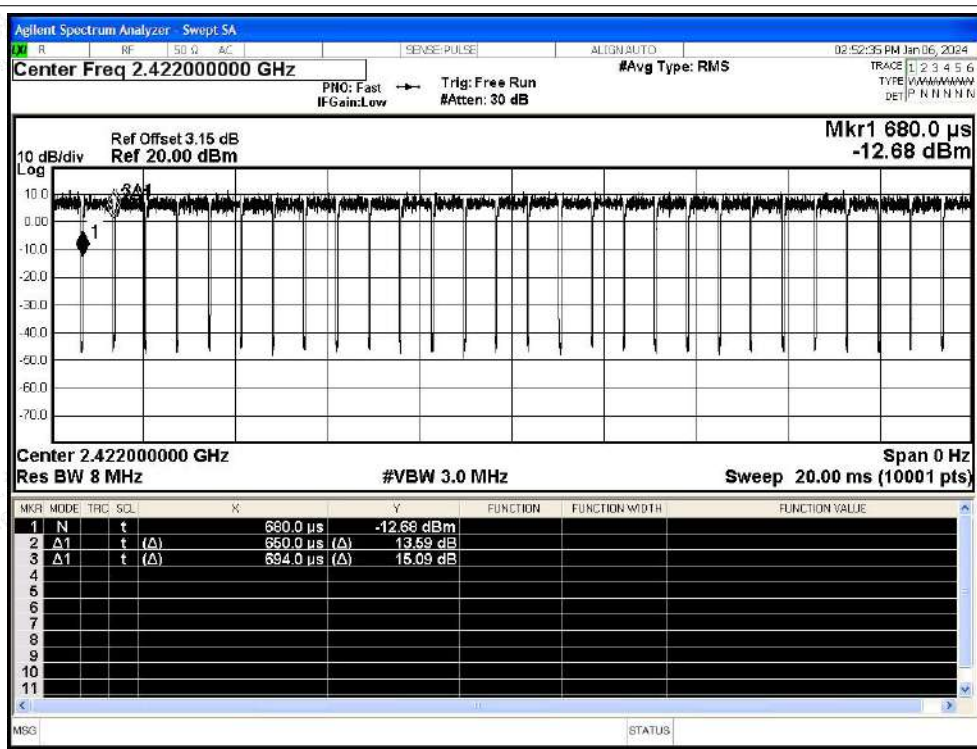 Agilent Spectrum Analyzer - Swept SA
LXI R RF 50 Ω AC SENSE:PULSE ALIGN AUTO 02:52:35 PM Jan 06, 2024
Center Freq 2.422000000 GHz #Avg Type: RMS TRACE 1 2 3 4 5 6
PNO: Fast Trig: Free Run TYPE
IFGain:Low #Atten: 30 dB DET P N N N N N
Mkr1 680.0 µs
Ref Offset 3.15 dB
10 dB/div Ref 20.00 dBm -12.68 dBm
Log
10.0
0.00
1
-10.0
-20.0
-30.0
-40.0
-50.0
-60.0
-70.0
Center 2.422000000 GHz Span 0 Hz
Res BW 8 MHz #VBW 3.0 MHz Sweep 20.00 ms (10001 pts)
MKR MODE TRC SCL X Y FUNCTION FUNCTION WIDTH FUNCTION VALUE
1 N t 680.0 µs -12.68 dBm
2 Δ1 t (Δ) 650.0 µs (Δ) 13.59 dB
3 Δ1 t (Δ) 694.0 µs (Δ) 15.09 dB
4
5
6
7
8
9
10
11
MSG STATUS